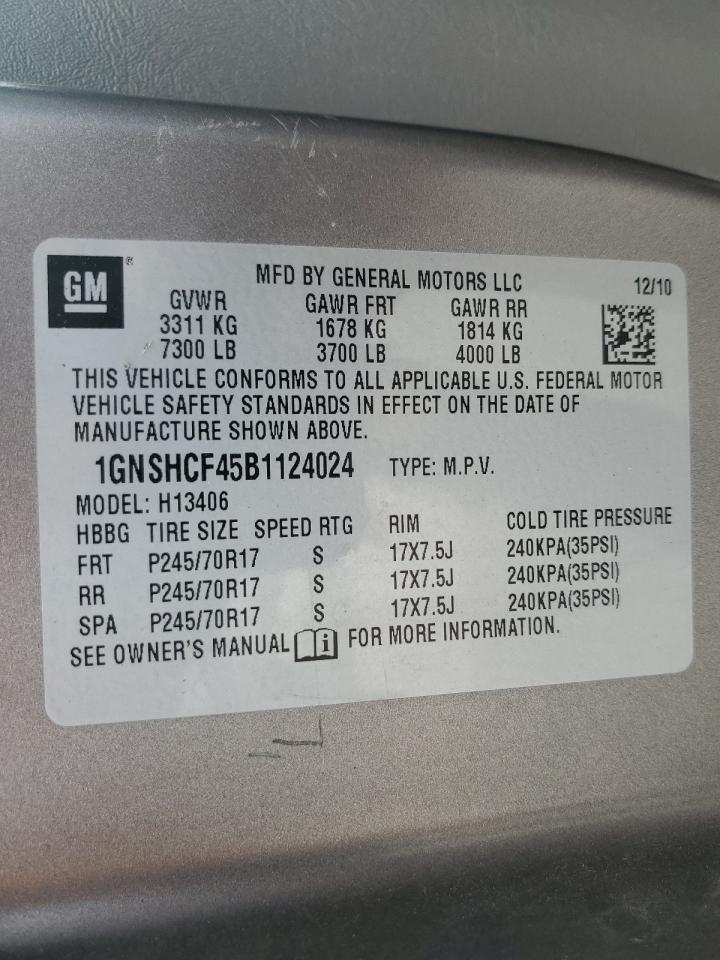 GM ®
MFD BY GENERAL MOTORS LLC 12/10
GVWR GAWR FRT GAWR RR
3311 KG 1678 KG 1814 KG
7300 LB 3700 LB 4000 LB
THIS VEHICLE CONFORMS TO ALL APPLICABLE U.S. FEDERAL MOTOR
VEHICLE SAFETY STANDARDS IN EFFECT ON THE DATE OF
MANUFACTURE SHOWN ABOVE.
1GNSHCF45B1124024 TYPE: M.P.V.
MODEL: H13406
HBBG TIRE SIZE SPEED RTG RIM COLD TIRE PRESSURE
FRT P245/70R17 S 17X7.5J 240KPA(35PSI)
RR P245/70R17 S 17X7.5J 240KPA(35PSI)
SPA P245/70R17 S 17X7.5J 240KPA(35PSI)
SEE OWNER'S MANUAL i FOR MORE INFORMATION.